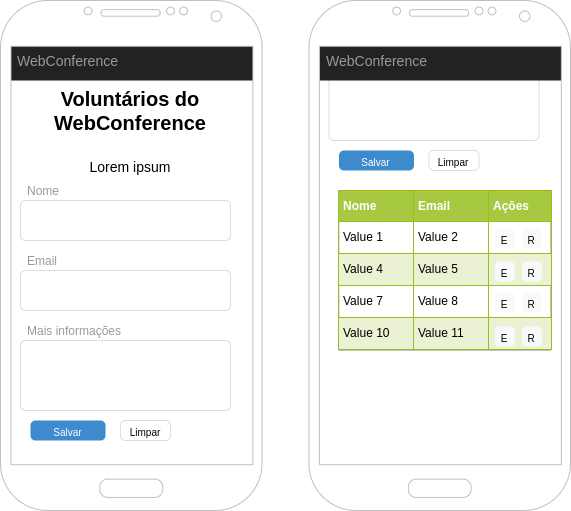 WebConference
Voluntários do
WebConference
Lorem ipsum
Nome
Email
Mais informações
Salvar Limpar
WebConference
Salvar Limpar
Nome Email Ações
Value 1 Value 2 E R
Value 4 Value 5 E R
Value 7 Value 8 E R
Value 10 Value 11 E R